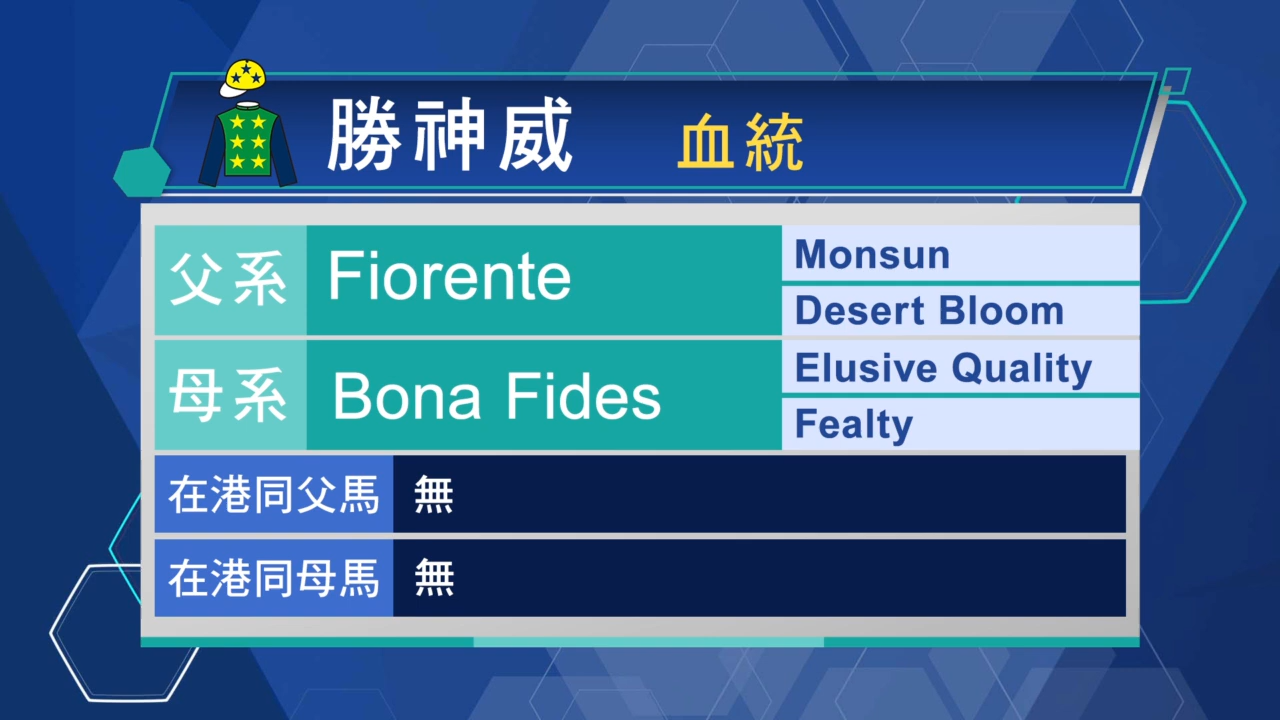 勝神威 血統
父系 Fiorente
Monsun
Desert Bloom
母系 Bona Fides
Elusive Quality
Fealty
在港同父馬 無
在港同母馬 無